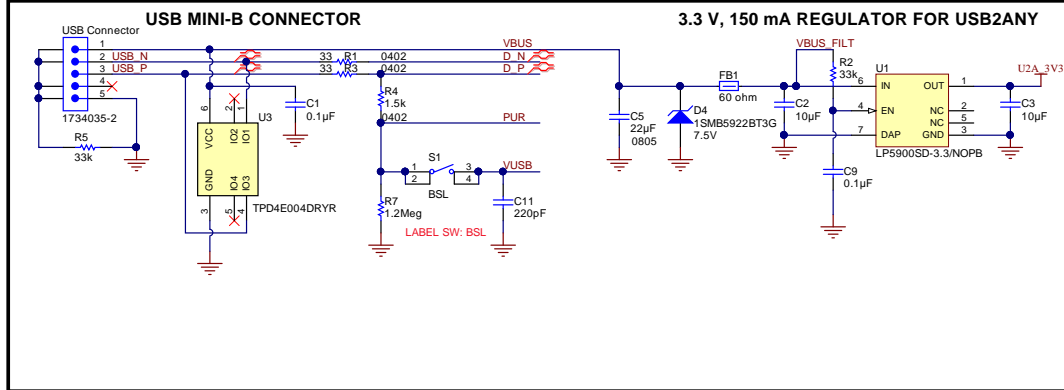 USB MINI-B CONNECTOR
3.3 V, 150 mA REGULATOR FOR USB2ANY
USB Connector
1
2
3
4
5
USB_N
USB_P
1734035-2
R5
33k
33 R1 0402
33 R3 0402
VBUS
D_N
D_P
R4
1.5k
0402
PUR
C1
0.1µF
U3
6
2
1
VCC
IO2
IO1
GND
IO4
IO3
3
5
4
TPD4E004DRYR
S1
1
2
3
4
BSL
VUSB
R7
1.2Meg
C11
220pF
LABEL SW: BSL
C5
22µF
0805
D4
1SMB5922BT3G
7.5V
FB1
60 ohm
VBUS_FILT
C2
10µF
R2
33k
C9
0.1µF
U1
6 IN OUT 1
4 EN NC 2
NC 5
7 DAP GND 3
LP5900SD-3.3/NOPB
U2A_3V3
C3
10µF